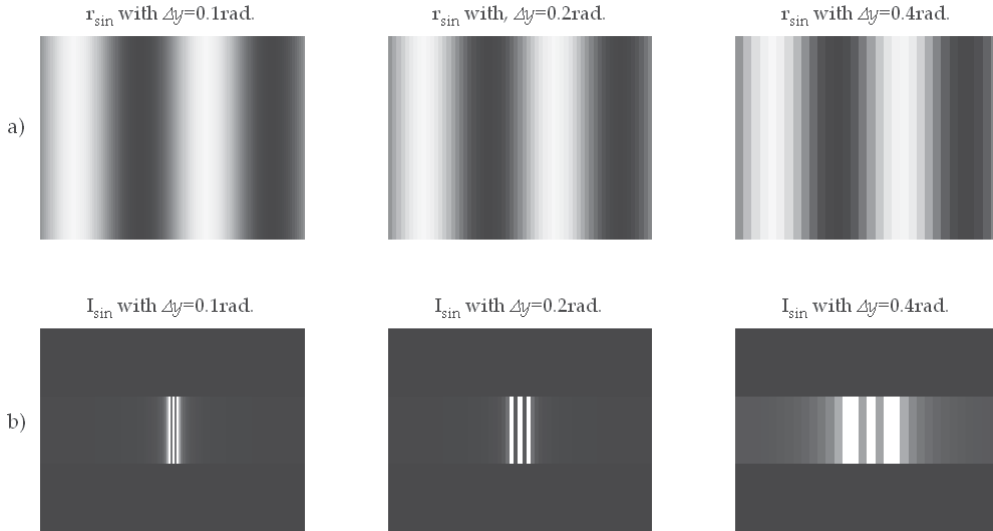 r_sin with Δy=0.1rad.
r_sin with, Δy=0.2rad.
r_sin with Δy=0.4rad.
a)
I_sin with Δy=0.1rad.
I_sin with Δy=0.2rad.
I_sin with Δy=0.4rad.
b)